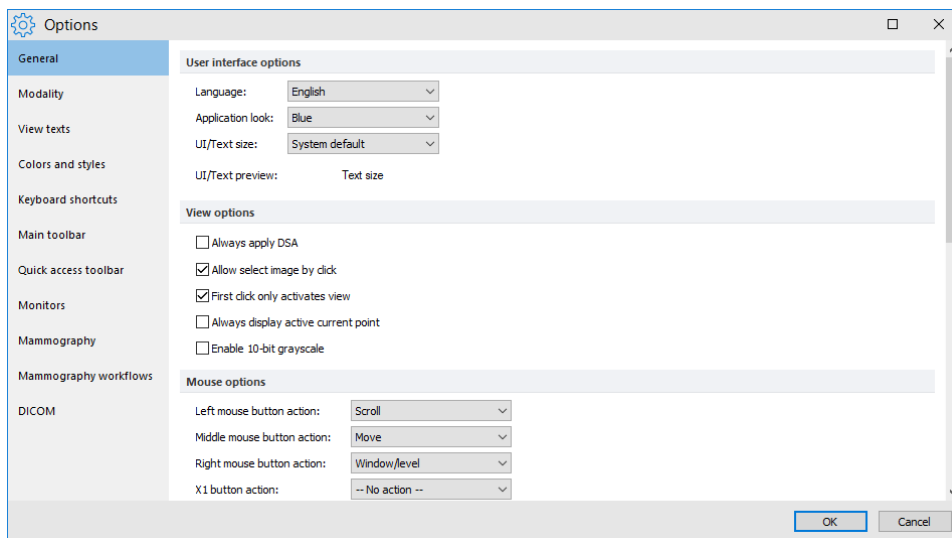 Options
General
Modality
View texts
Colors and styles
Keyboard shortcuts
Main toolbar
Quick access toolbar
Monitors
Mammography
Mammography workflows
DICOM
User interface options
Language: English
Application look: Blue
UI/Text size: System default
UI/Text preview: Text size
View options
Always apply DSA
Allow select image by click
First click only activates view
Always display active current point
Enable 10-bit grayscale
Mouse options
Left mouse button action: Scroll
Middle mouse button action: Move
Right mouse button action: Window/level
X1 button action: -- No action --
OK Cancel